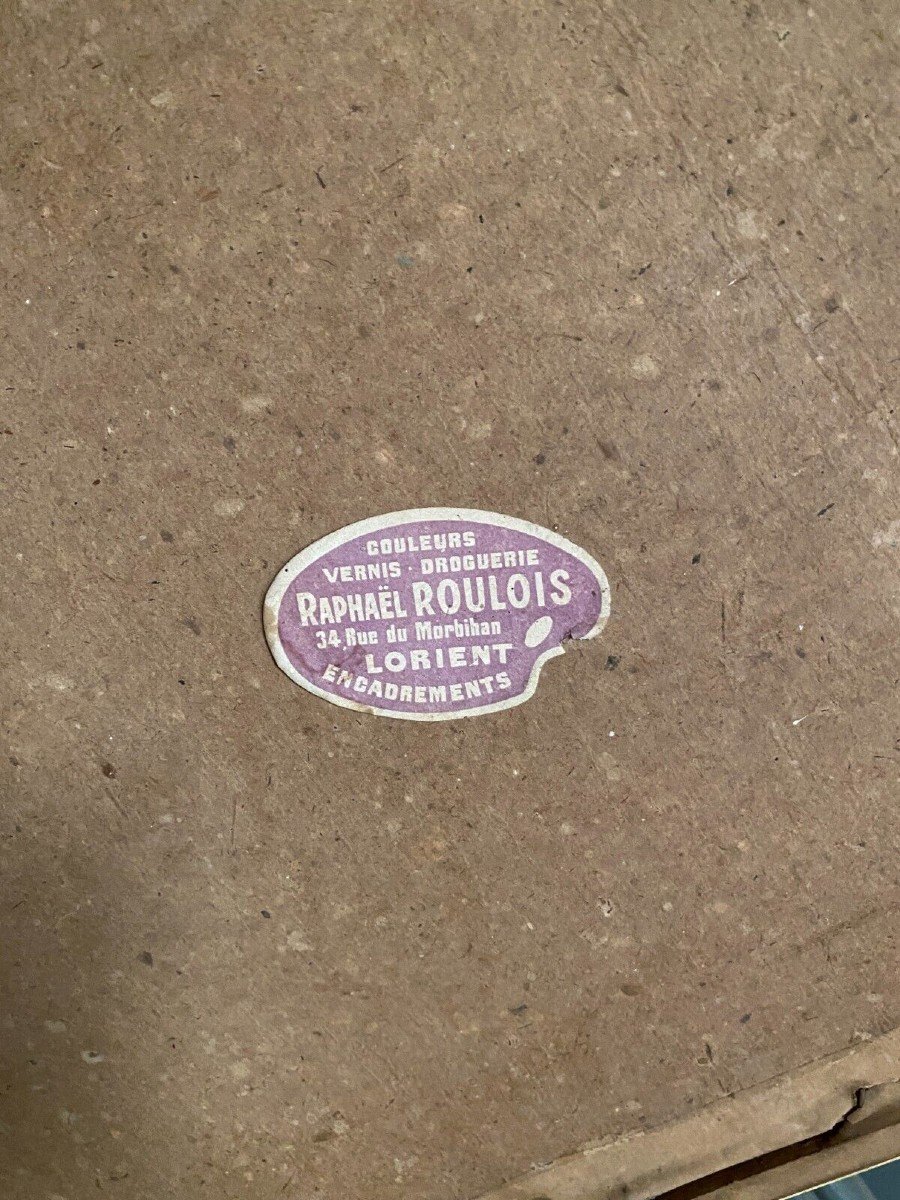 COULEURS
VERNIS · DROGUERIE
RAPHAËL ROULOIS
34 Rue du Morbihan
LORIENT
ENCADREMENTS